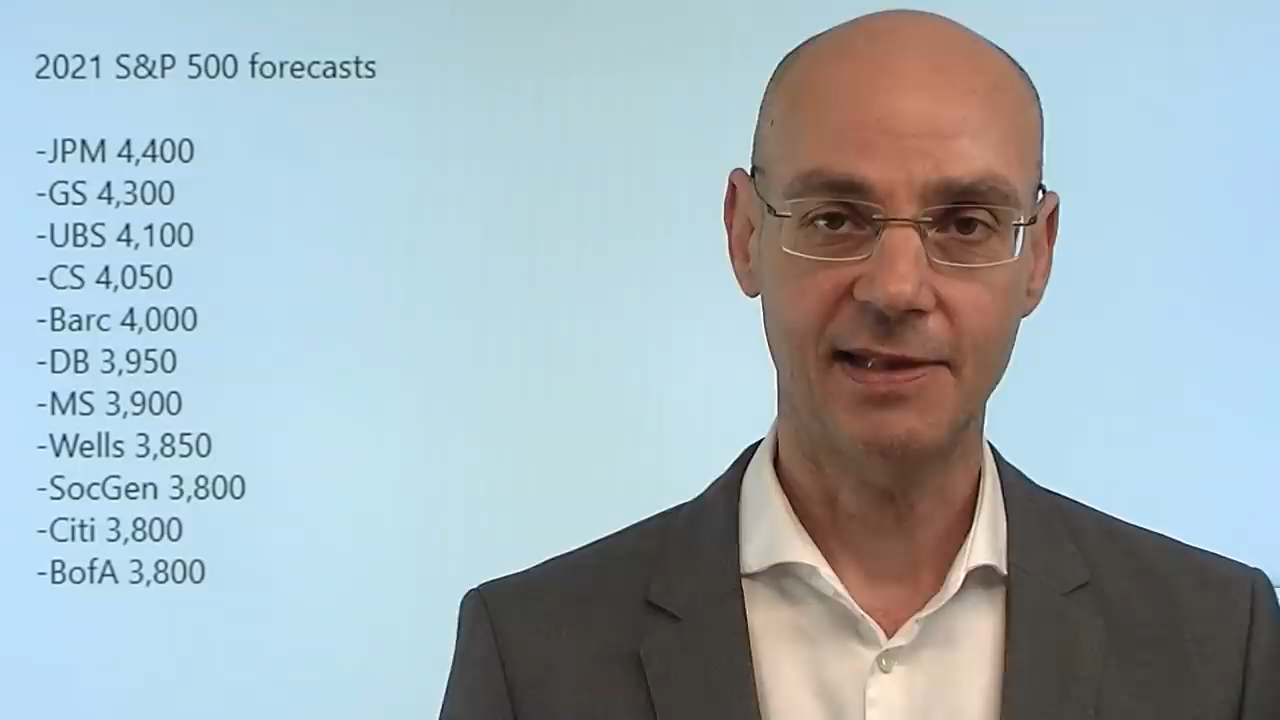 2021 S&P 500 forecasts
-JPM 4,400
-GS 4,300
-UBS 4,100
-CS 4,050
-Barc 4,000
-DB 3,950
-MS 3,900
-Wells 3,850
-SocGen 3,800
-Citi 3,800
-BofA 3,800